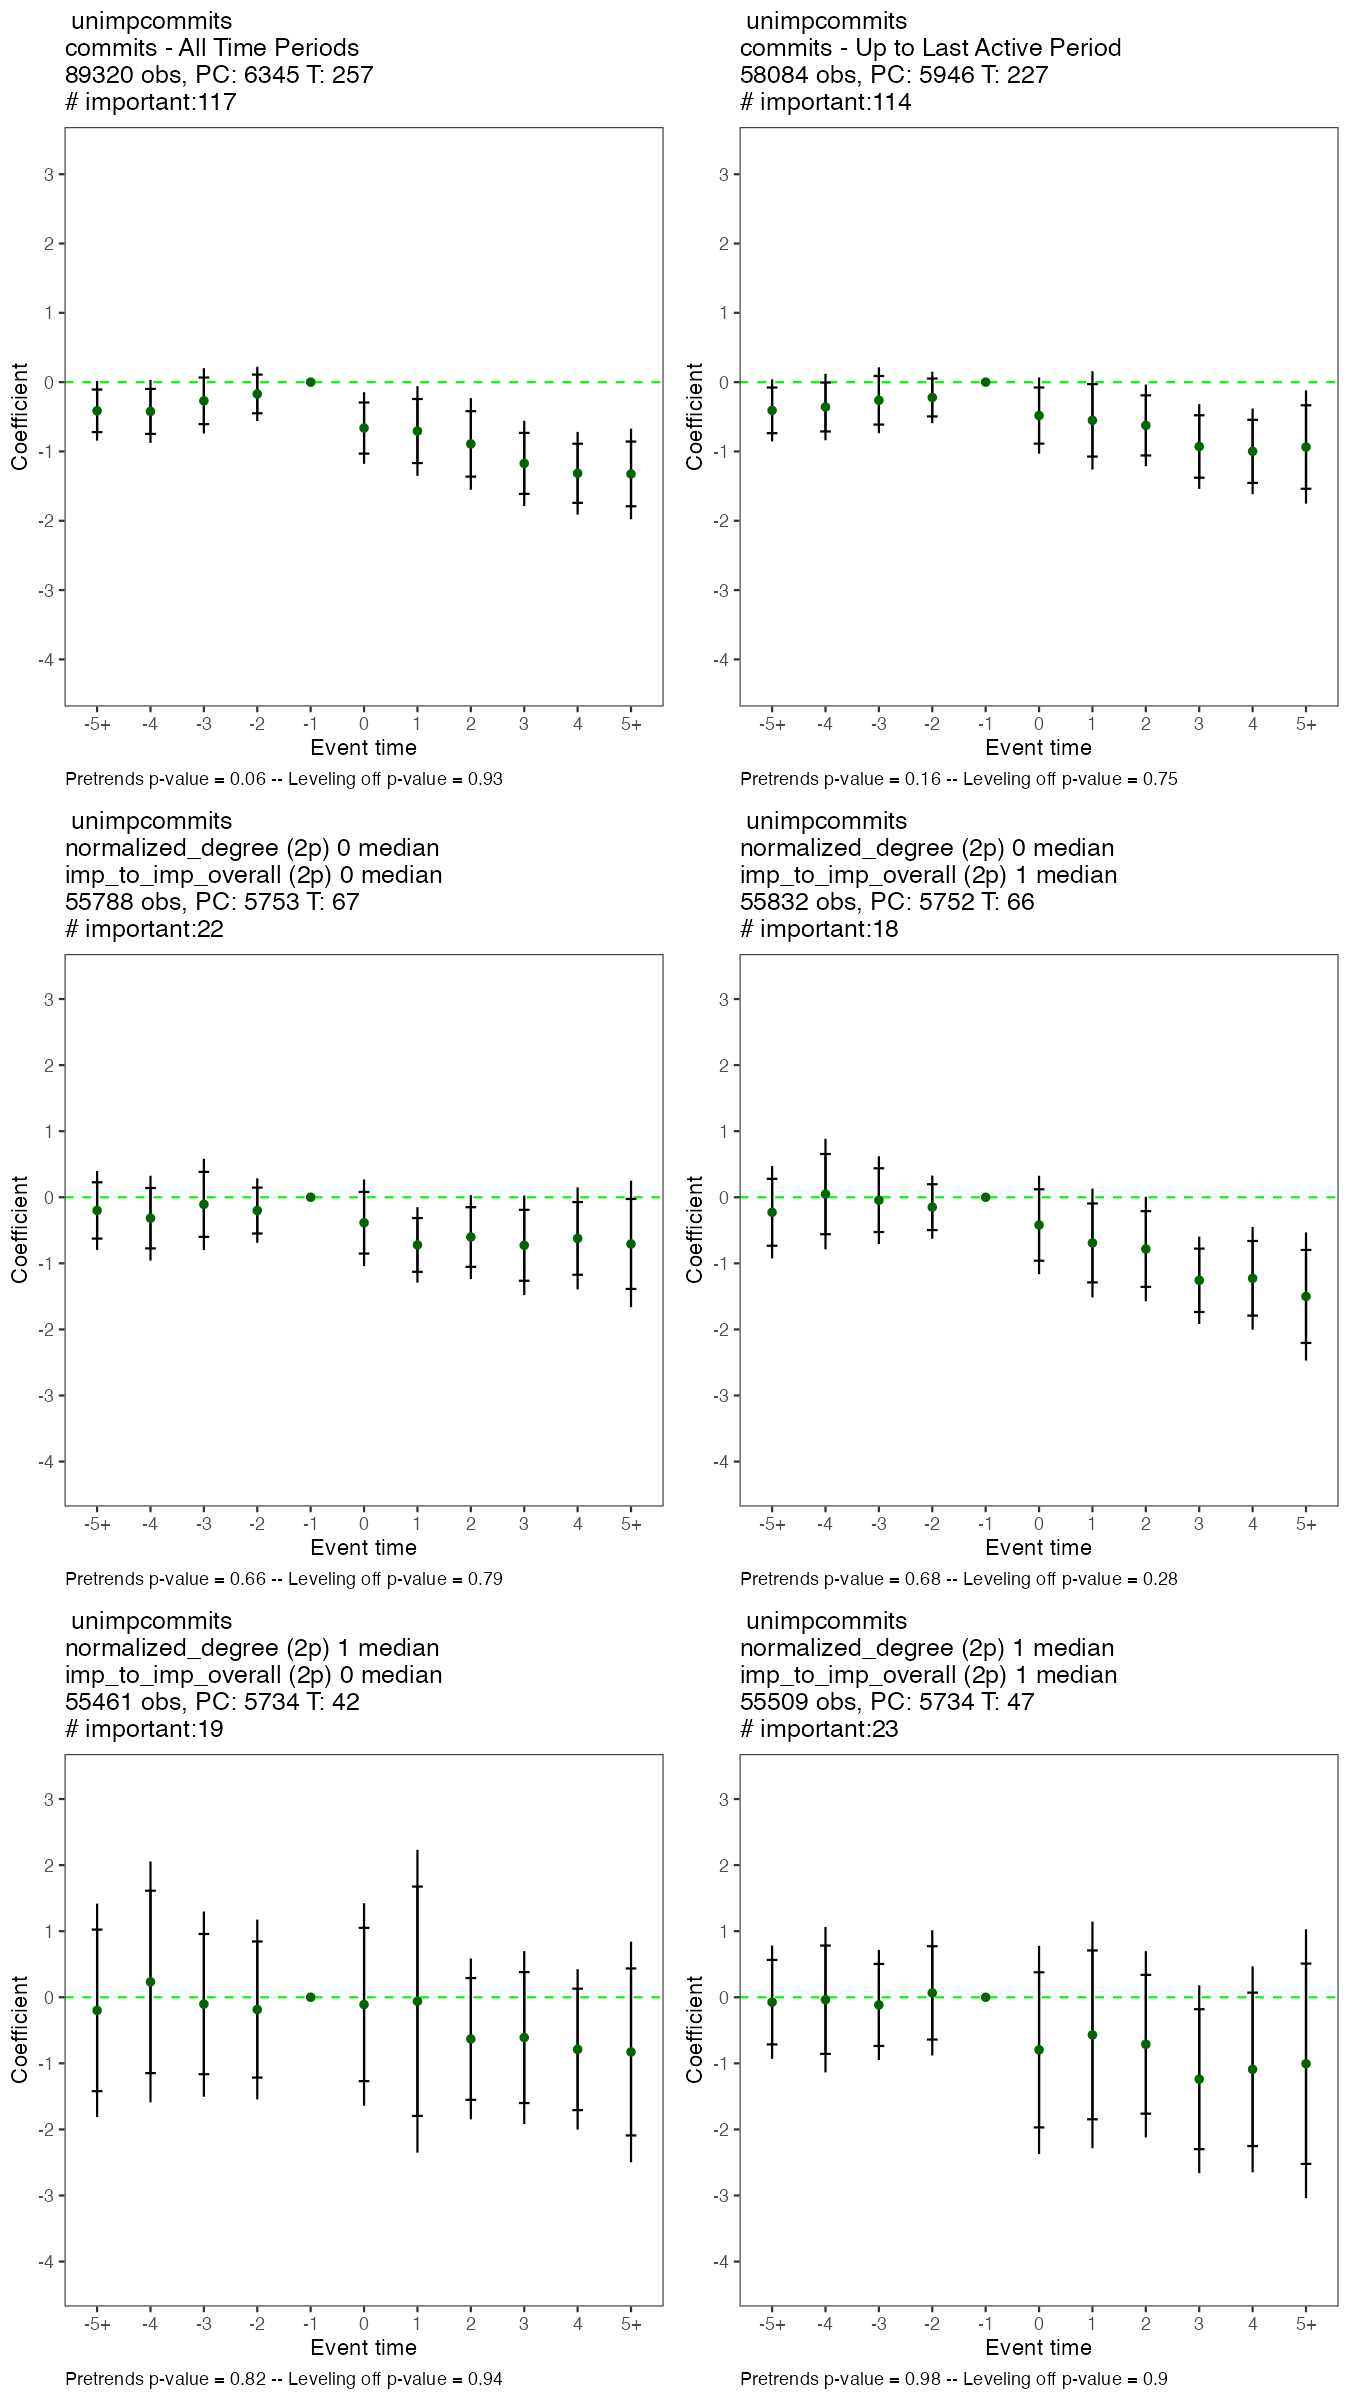 unimpcommits
commits - All Time Periods
89320 obs, PC: 6345 T: 257
# important:117
3
2
1
0
-1
-2
-3
-4
Coefficient
-5+ -4 -3 -2 -1 0 1 2 3 4 5+
Event time
Pretrends p-value = 0.06 -- Leveling off p-value = 0.93
unimpcommits
commits - Up to Last Active Period
58084 obs, PC: 5946 T: 227
# important:114
3
2
1
0
-1
-2
-3
-4
Coefficient
-5+ -4 -3 -2 -1 0 1 2 3 4 5+
Event time
Pretrends p-value = 0.16 -- Leveling off p-value = 0.75
unimpcommits
normalized_degree (2p) 0 median
imp_to_imp_overall (2p) 0 median
55788 obs, PC: 5753 T: 67
# important:22
3
2
1
0
-1
-2
-3
-4
Coefficient
-5+ -4 -3 -2 -1 0 1 2 3 4 5+
Event time
Pretrends p-value = 0.66 -- Leveling off p-value = 0.79
unimpcommits
normalized_degree (2p) 0 median
imp_to_imp_overall (2p) 1 median
55832 obs, PC: 5752 T: 66
# important:18
3
2
1
0
-1
-2
-3
-4
Coefficient
-5+ -4 -3 -2 -1 0 1 2 3 4 5+
Event time
Pretrends p-value = 0.68 -- Leveling off p-value = 0.28
unimpcommits
normalized_degree (2p) 1 median
imp_to_imp_overall (2p) 0 median
55461 obs, PC: 5734 T: 42
# important:19
3
2
1
0
-1
-2
-3
-4
Coefficient
-5+ -4 -3 -2 -1 0 1 2 3 4 5+
Event time
Pretrends p-value = 0.82 -- Leveling off p-value = 0.94
unimpcommits
normalized_degree (2p) 1 median
imp_to_imp_overall (2p) 1 median
55509 obs, PC: 5734 T: 47
# important:23
3
2
1
0
-1
-2
-3
-4
Coefficient
-5+ -4 -3 -2 -1 0 1 2 3 4 5+
Event time
Pretrends p-value = 0.98 -- Leveling off p-value = 0.9